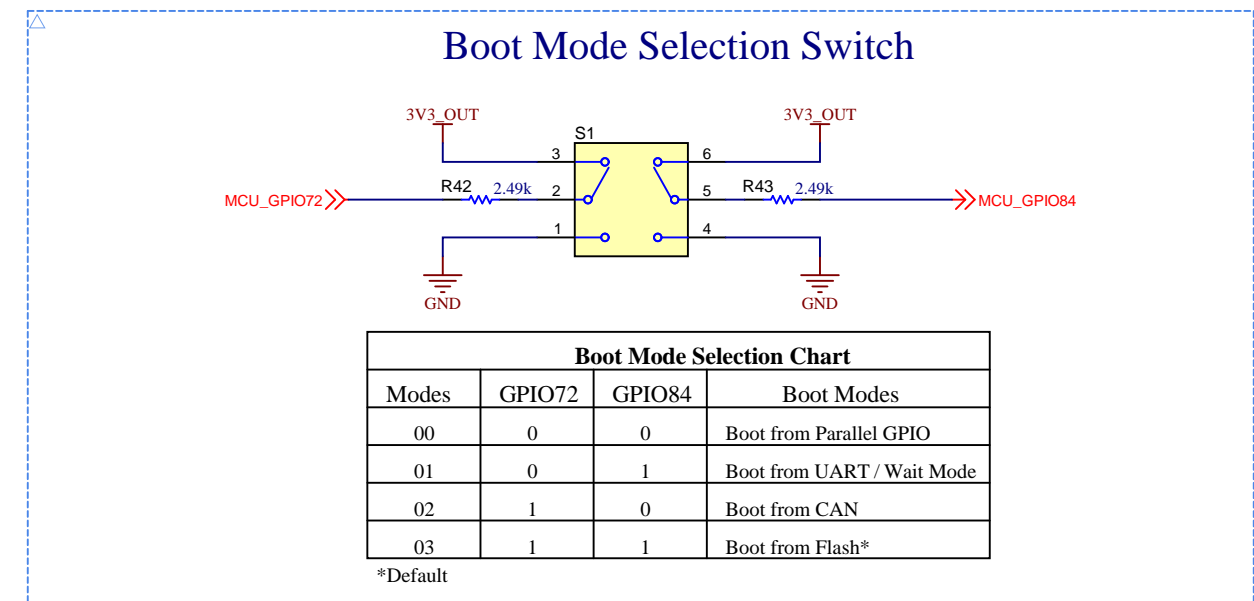 Boot Mode Selection Switch
3V3_OUT 3V3_OUT
S1
3 6
MCU_GPIO72 R42 2.49k 2 5 R43 2.49k MCU_GPIO84
1 4
GND GND
Boot Mode Selection Chart
Modes GPIO72 GPIO84 Boot Modes
00 0 0 Boot from Parallel GPIO
01 0 1 Boot from UART / Wait Mode
02 1 0 Boot from CAN
03 1 1 Boot from Flash*
*Default